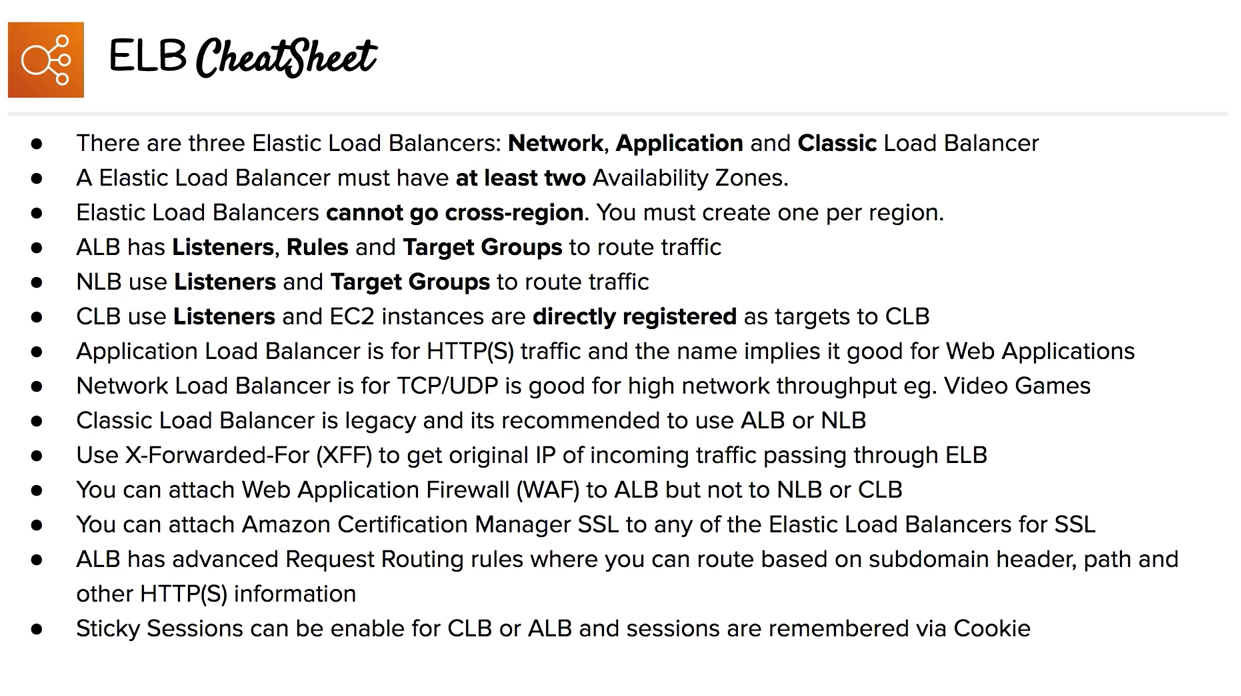 ELB CheatSheet
● There are three Elastic Load Balancers: Network, Application and Classic Load Balancer
● A Elastic Load Balancer must have at least two Availability Zones.
● Elastic Load Balancers cannot go cross-region. You must create one per region.
● ALB has Listeners, Rules and Target Groups to route traffic
● NLB use Listeners and Target Groups to route traffic
● CLB use Listeners and EC2 instances are directly registered as targets to CLB
● Application Load Balancer is for HTTP(S) traffic and the name implies it good for Web Applications
● Network Load Balancer is for TCP/UDP is good for high network throughput eg. Video Games
● Classic Load Balancer is legacy and its recommended to use ALB or NLB
● Use X-Forwarded-For (XFF) to get original IP of incoming traffic passing through ELB
● You can attach Web Application Firewall (WAF) to ALB but not to NLB or CLB
● You can attach Amazon Certification Manager SSL to any of the Elastic Load Balancers for SSL
● ALB has advanced Request Routing rules where you can route based on subdomain header, path and
other HTTP(S) information
● Sticky Sessions can be enable for CLB or ALB and sessions are remembered via Cookie